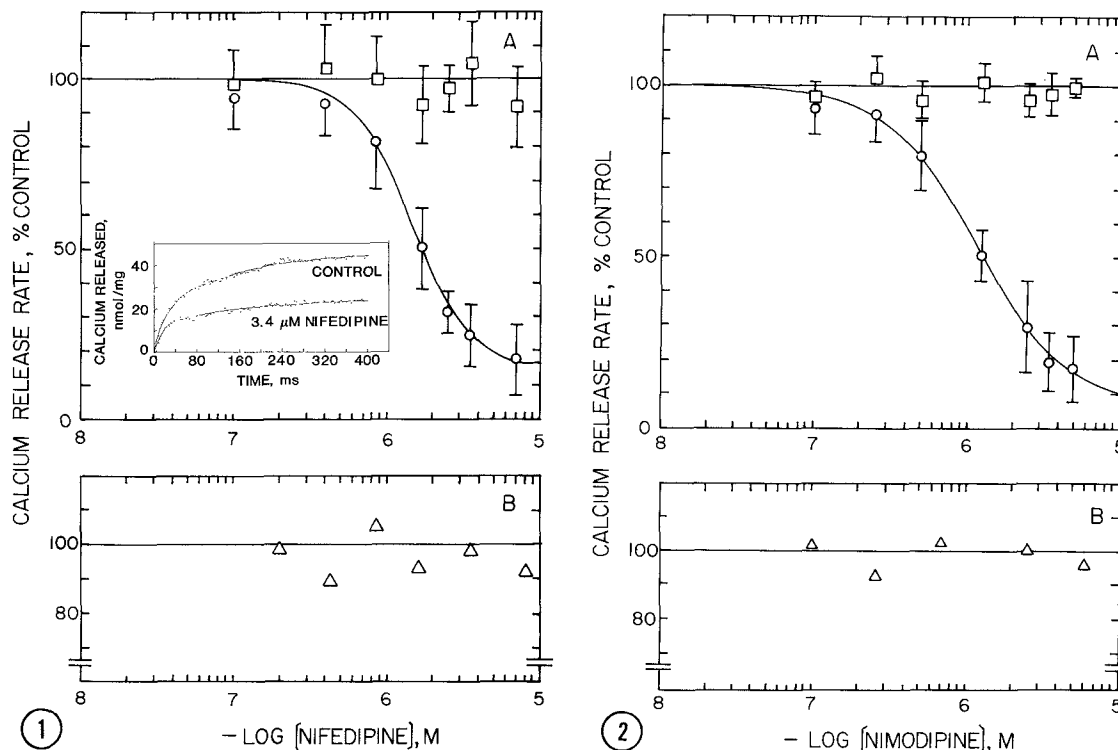 A
CALCIUM RELEASE RATE, % CONTROL
100
50
0
CALCIUM RELEASED,
nmol/mg
40
20
0
CONTROL
3.4 µM NIFEDIPINE
0 80 160 240 320 400
TIME, ms
8 7 6 5
B
100
80
8 7 6 5
1
– LOG [NIFEDIPINE], M
A
CALCIUM RELEASE RATE, % CONTROL
100
50
0
8 7 6 5
B
100
80
8 7 6 5
2
– LOG [NIMODIPINE], M